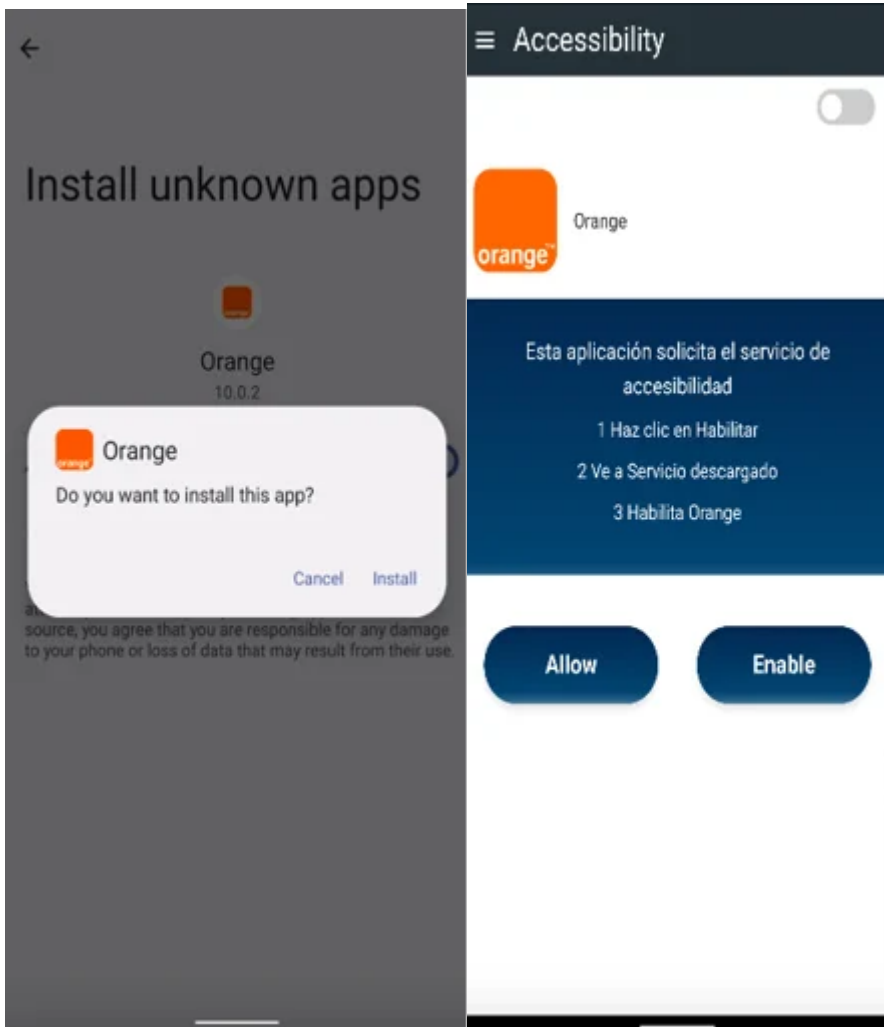 Install unknown apps
orange
Orange
10.0.2
orange
Orange
Do you want to install this app?
Cancel
Install
source, you agree that you are responsible for any damage
to your phone or loss of data that may result from their use.
≡ Accessibility
orange™
Orange
Esta aplicación solicita el servicio de
accesibilidad
1 Haz clic en Habilitar
2 Ve a Servicio descargado
3 Habilita Orange
Allow
Enable